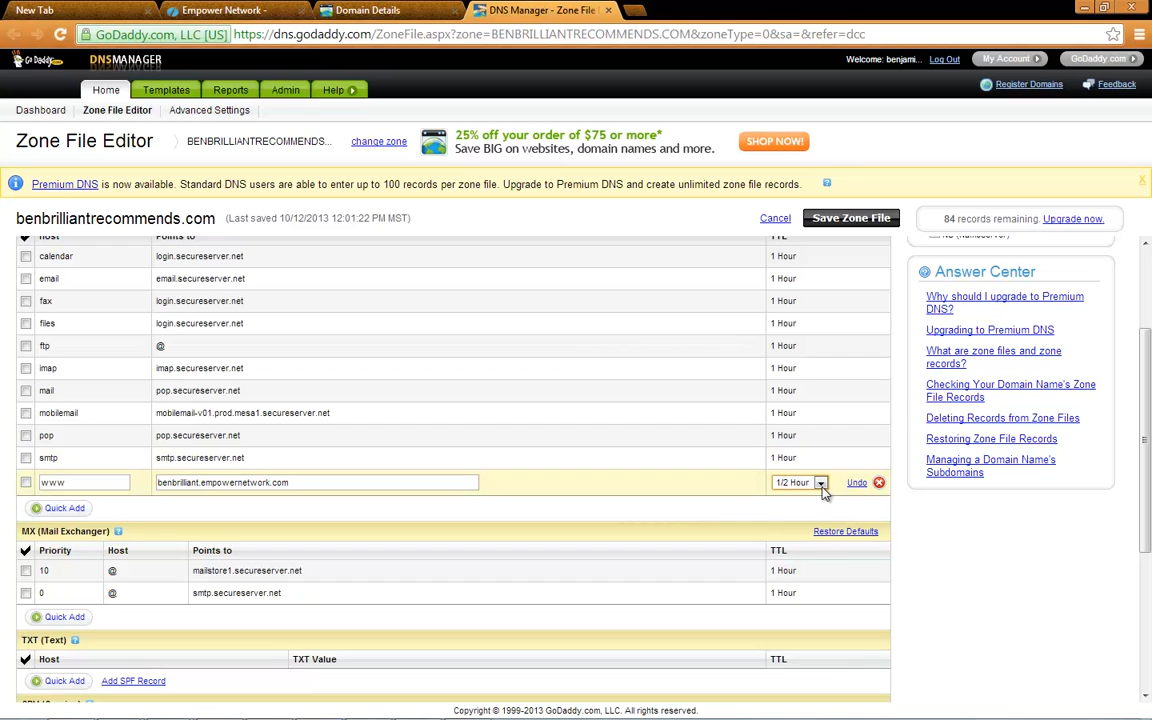 New Tab
Empower Network -
Domain Details
DNS Manager - Zone File
GoDaddy.com, LLC [US]
https://dns.godaddy.com/ZoneFile.aspx?zone=BENBRILLIANTRECOMMENDS.COM&zoneType=0&sa=&refer=dcc
Go Daddy
DNSMANAGER
Welcome: benjami...
Log Out
My Account
GoDaddy.com
Home
Templates
Reports
Admin
Help
Register Domains
Feedback
Dashboard
Zone File Editor
Advanced Settings
Zone File Editor
BENBRILLIANTRECOMMENDS...
change zone
25% off your order of $75 or more*
Save BIG on websites, domain names and more.
SHOP NOW!
Premium DNS is now available. Standard DNS users are able to enter up to 100 records per zone file. Upgrade to Premium DNS and create unlimited zone file records.
X
benbrilliantrecommends.com
(Last saved 10/12/2013 12:01:22 PM MST)
Cancel
Save Zone File
84 records remaining. Upgrade now.
Host Points to TTL
calendar login.secureserver.net 1 Hour
email email.secureserver.net 1 Hour
fax login.secureserver.net 1 Hour
files login.secureserver.net 1 Hour
ftp @ 1 Hour
imap imap.secureserver.net 1 Hour
mail pop.secureserver.net 1 Hour
mobilemail mobilemail-v01.prod.mesa1.secureserver.net 1 Hour
pop pop.secureserver.net 1 Hour
smtp smtp.secureserver.net 1 Hour
www benbrilliant.empowernetwork.com 1/2 Hour Undo
Quick Add
MX (Mail Exchanger) Restore Defaults
Priority Host Points to TTL
10 @ mailstore1.secureserver.net 1 Hour
0 @ smtp.secureserver.net 1 Hour
Quick Add
TXT (Text)
Host TXT Value TTL
Quick Add Add SPF Record
NS (Nameserver)
Answer Center
Why should I upgrade to Premium
DNS?
Upgrading to Premium DNS
What are zone files and zone
records?
Checking Your Domain Name's Zone
File Records
Deleting Records from Zone Files
Restoring Zone File Records
Managing a Domain Name's
Subdomains
Copyright © 1999-2013 GoDaddy.com, LLC. All rights reserved.